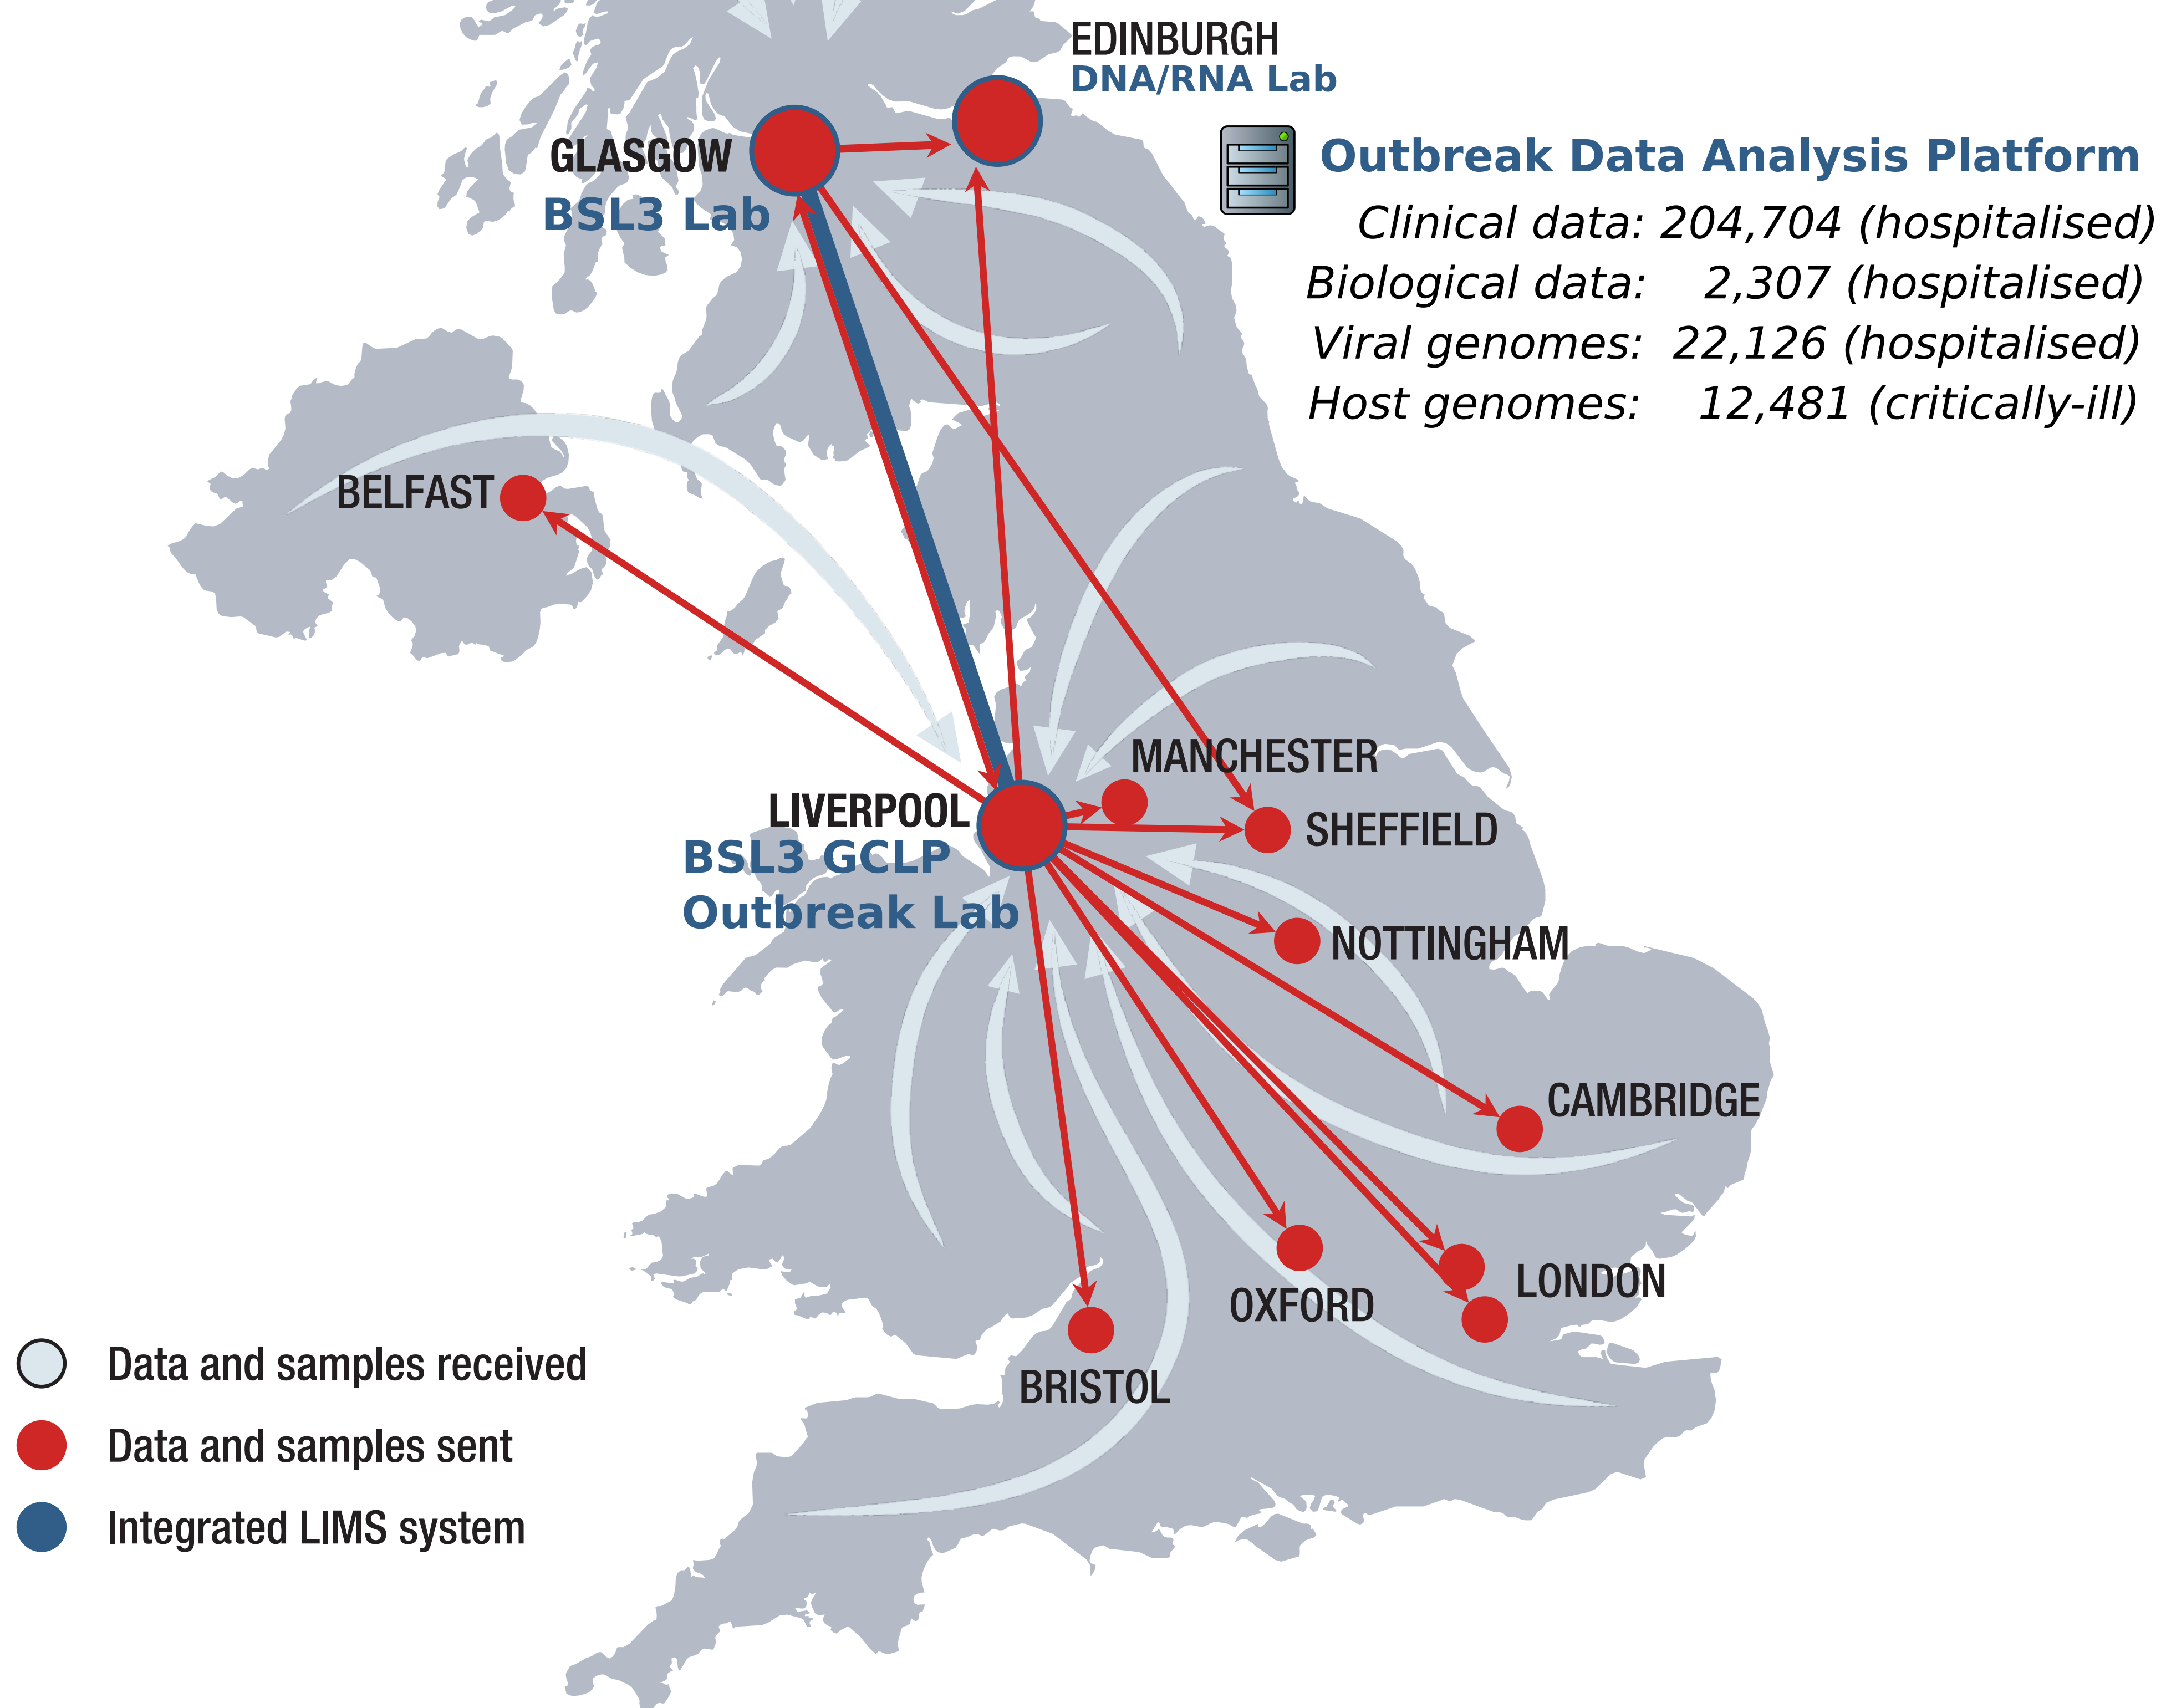 EDINBURGH
DNA/RNA Lab
GLASGOW
BSL3 Lab
Outbreak Data Analysis Platform
Clinical data: 204,704 (hospitalised)
Biological data: 2,307 (hospitalised)
Viral genomes: 22,126 (hospitalised)
Host genomes: 12,481 (critically-ill)
BELFAST
MANCHESTER
LIVERPOOL
BSL3 GCLP
Outbreak Lab
SHEFFIELD
NOTTINGHAM
CAMBRIDGE
LONDON
OXFORD
BRISTOL
Data and samples received
Data and samples sent
Integrated LIMS system